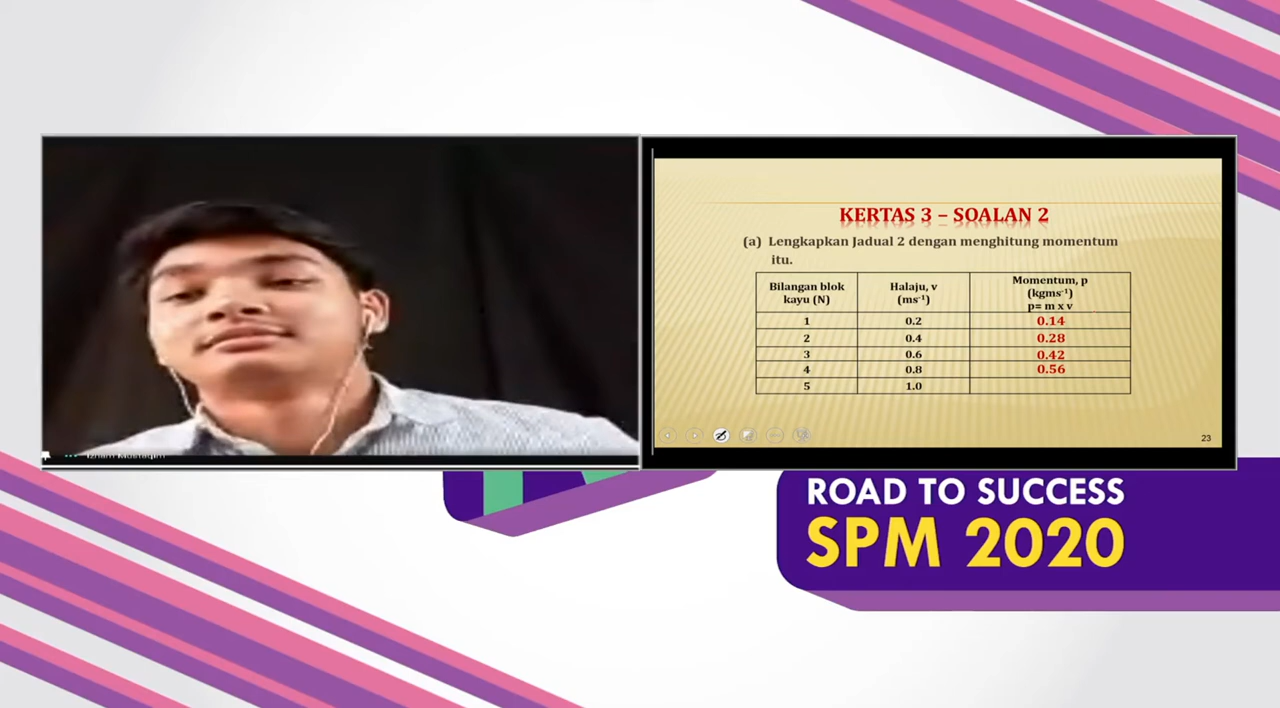 KERTAS 3 – SOALAN 2
(a) Lengkapkan Jadual 2 dengan menghitung momentum
itu.
Bilangan blok kayu (N) Halaju, v (ms⁻¹) Momentum, p (kgms⁻¹) p= m x v
1 0.2 0.14
2 0.4 0.28
3 0.6 0.42
4 0.8 0.56
5 1.0
23
ROAD TO SUCCESS
SPM 2020